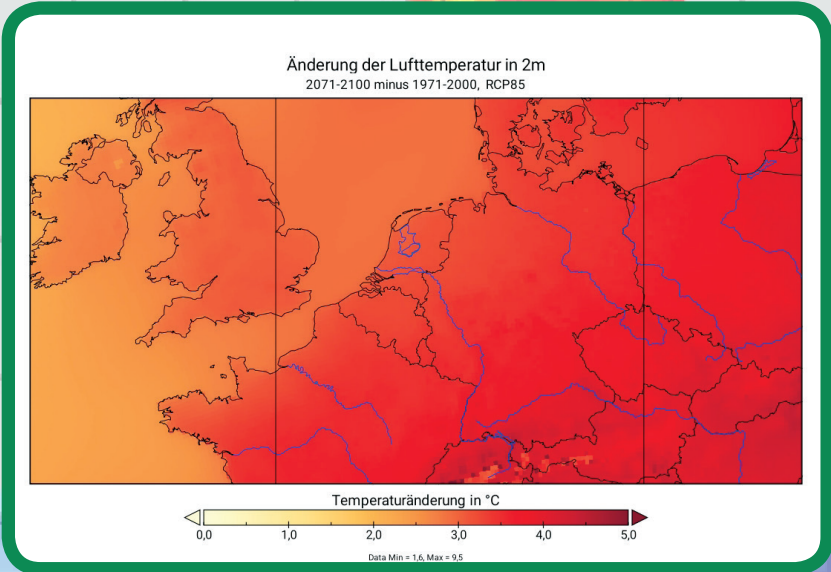 Änderung der Lufttemperatur in 2m
2071-2100 minus 1971-2000, RCP85
Temperaturänderung in °C
0,0 1,0 2,0 3,0 4,0 5,0
Data Min = 1,6, Max = 9,5